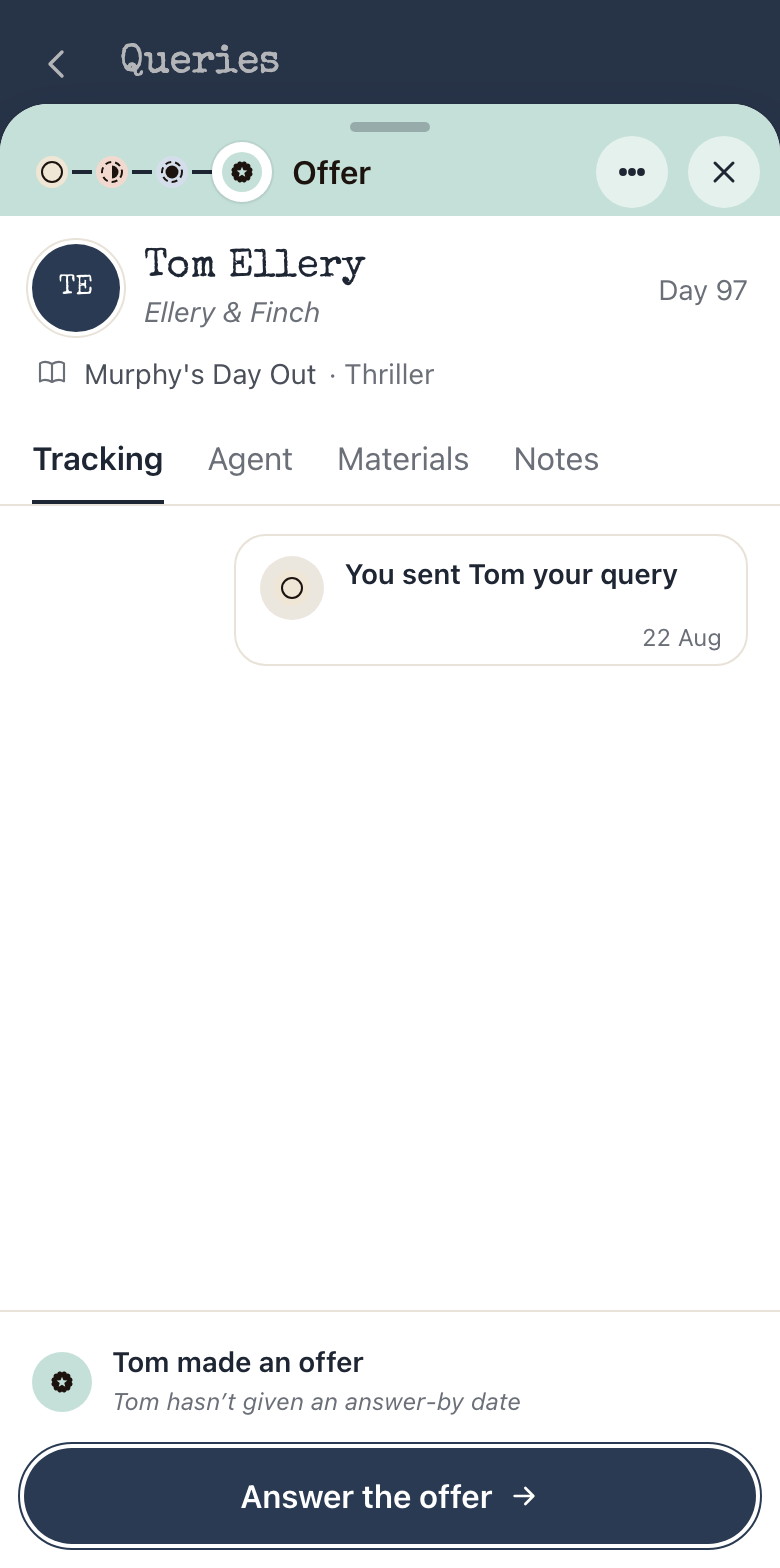 Queries
Offer
TE
Tom Ellery
Ellery & Finch
Day 97
Murphy's Day Out · Thriller
Tracking Agent Materials Notes
You sent Tom your query
22 Aug
Tom made an offer
Tom hasn’t given an answer-by date
Answer the offer →